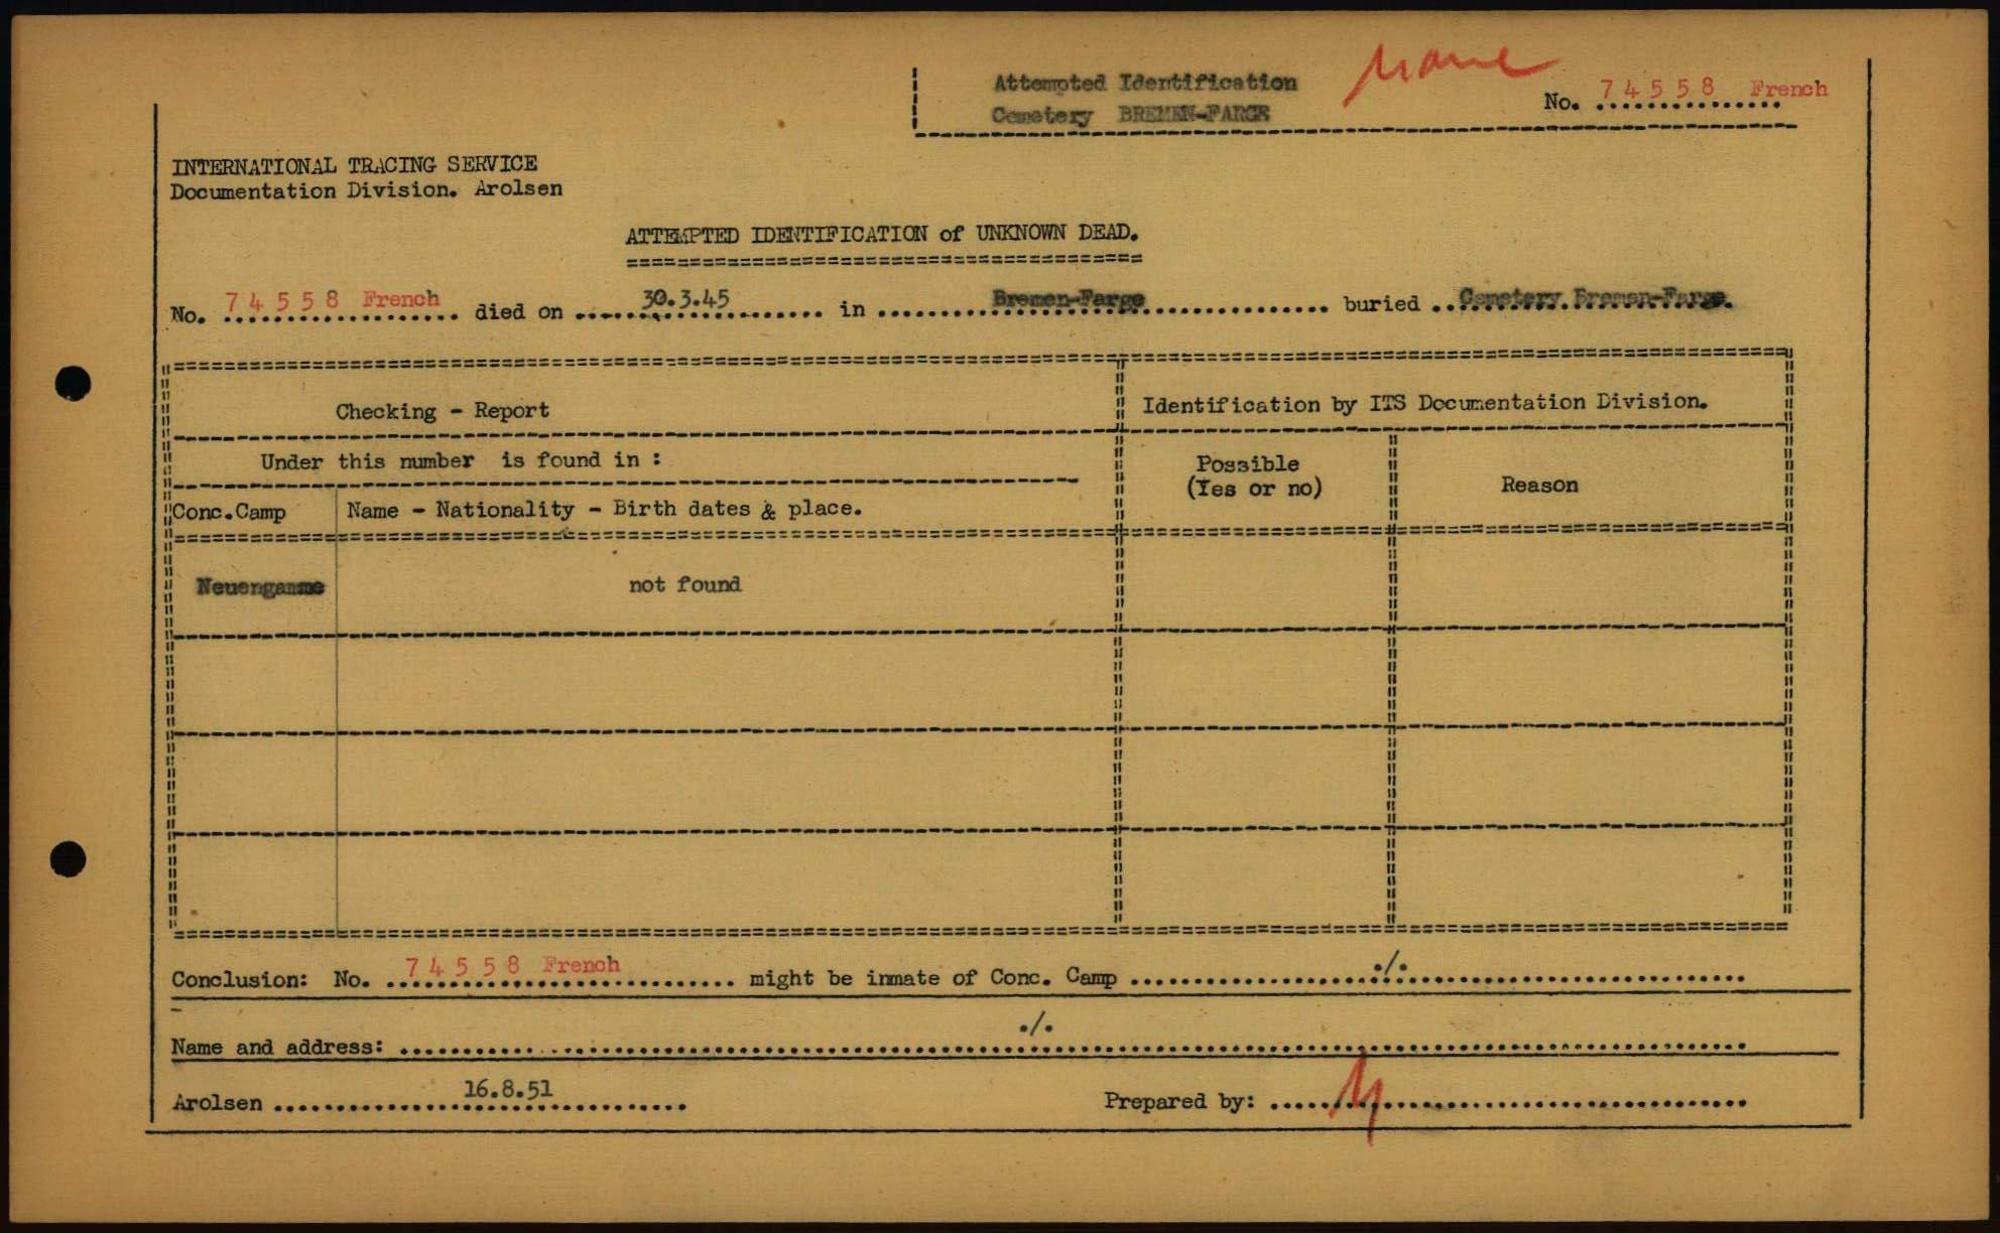 Attempted Identification
Cemetery BREMEN-FARGE
No. 74558 French
INTERNATIONAL TRACING SERVICE
Documentation Division. Arolsen
ATTEMPTED IDENTIFICATION of UNKNOWN DEAD.
No. 74558 French died on 30.3.45 in Bremen-Farge buried Cemetery Bremen-Farge.
Checking - Report
Identification by ITS Documentation Division.
Under this number is found in :
Possible
(Yes or no)
Reason
Conc.Camp
Name - Nationality - Birth dates & place.
Neuengamme
not found
Conclusion: No. 74558 French might be inmate of Conc. Camp ./.
Name and address: ./.
Arolsen 16.8.51
Prepared by: